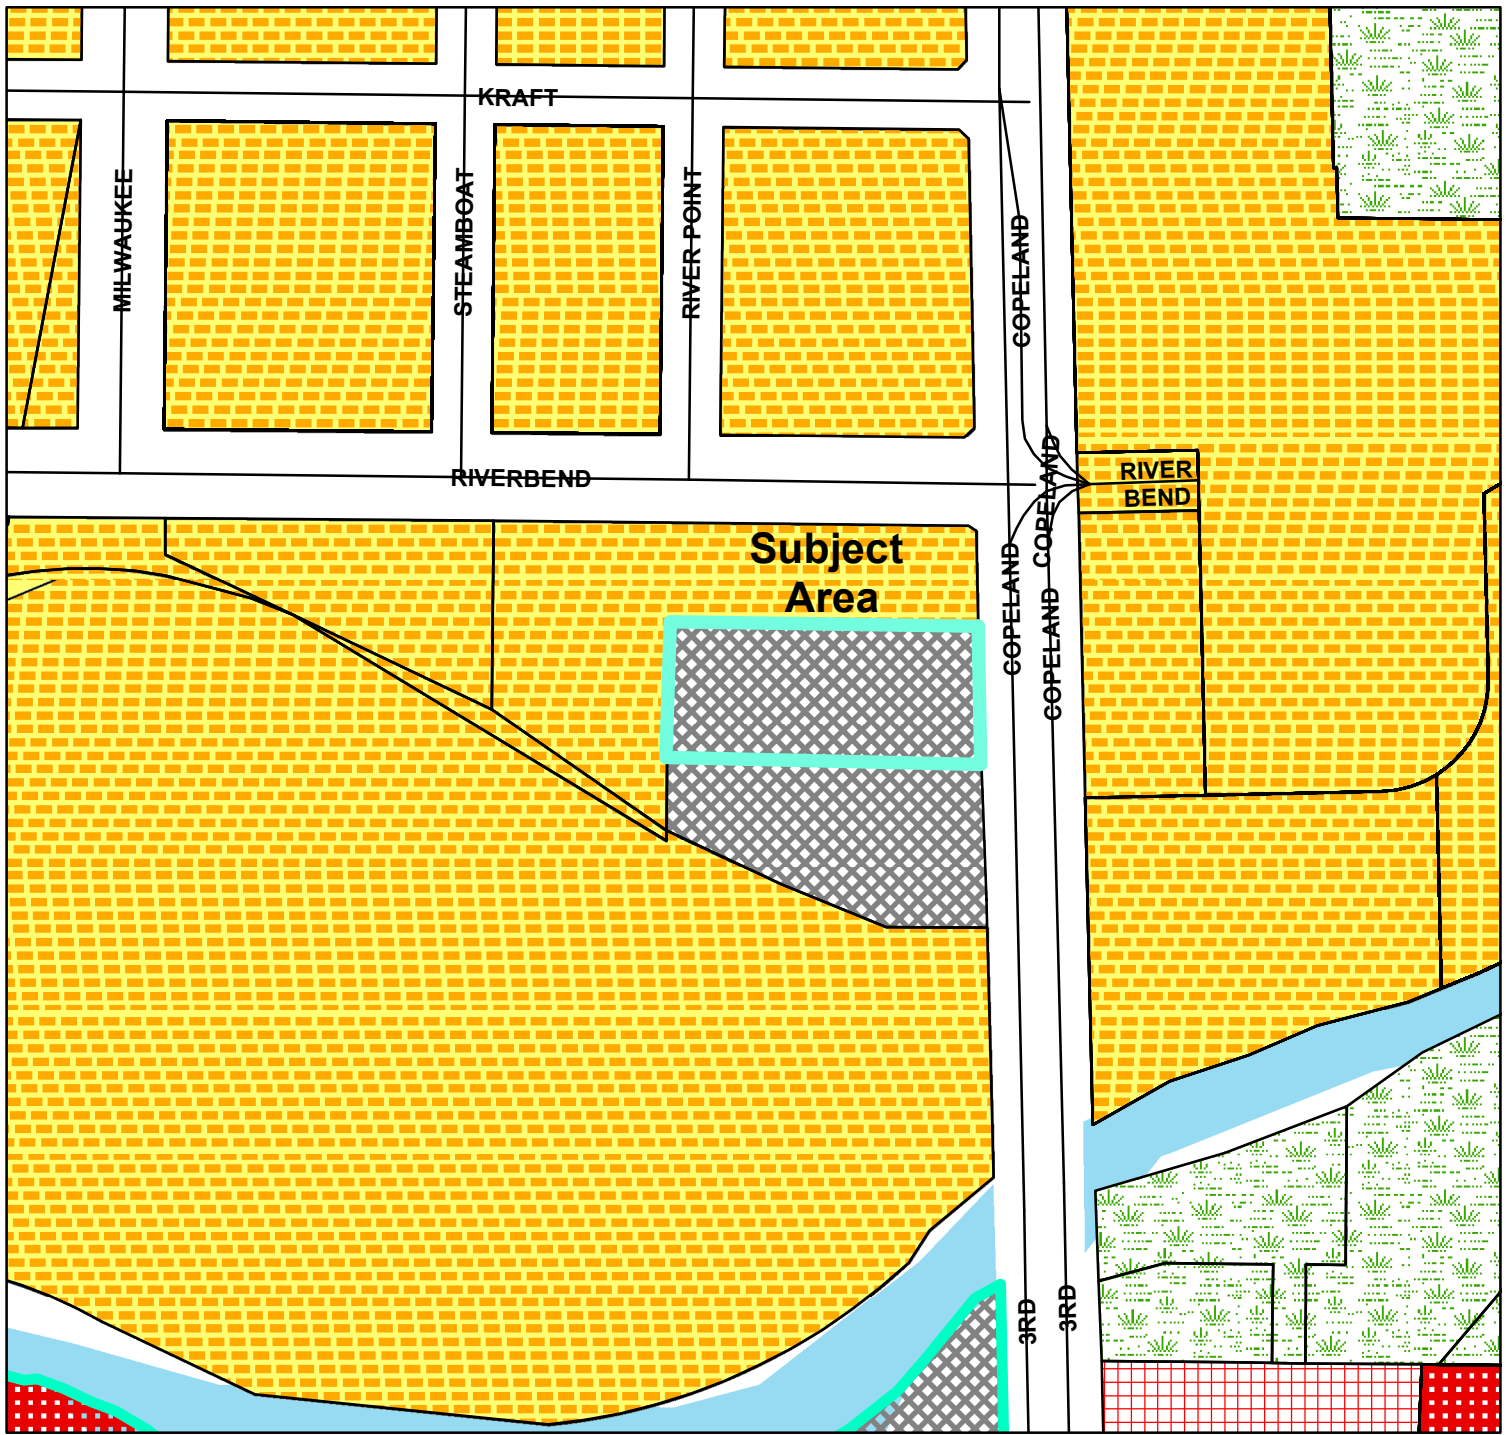 KRAFT
MILWAUKEE
STEAMBOAT
RIVER POINT
COPELAND
RIVERBEND
COPELAND
RIVER
BEND
Subject
Area
COPELAND
COPELAND
3RD
3RD